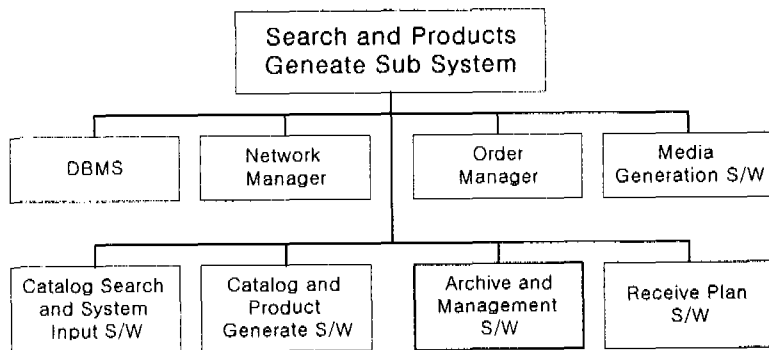 Search and Products
Geneate Sub System
DBMS
Network
Manager
Order
Manager
Media
Generation S/W
Catalog Search
and System
Input S/W
Catalog and
Product
Generate S/W
Archive and
Management
S/W
Receive Plan
S/W